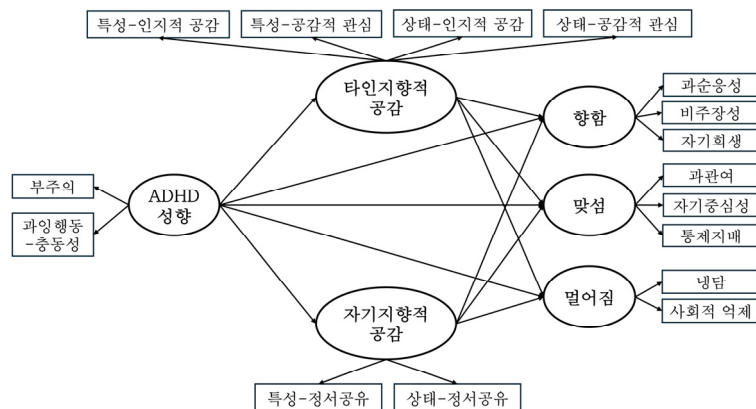 특성-인지적 공감
특성-공감적 관심
상태-인지적 공감
상태-공감적 관심
타인지향적
공감
향함
과순응성
비주장성
자기희생
부주의
과잉행동
-충동성
ADHD
성향
맞섬
과관여
자기중심성
통제지배
자기지향적
공감
멀어짐
냉담
사회적 억제
특성-정서공유
상태-정서공유